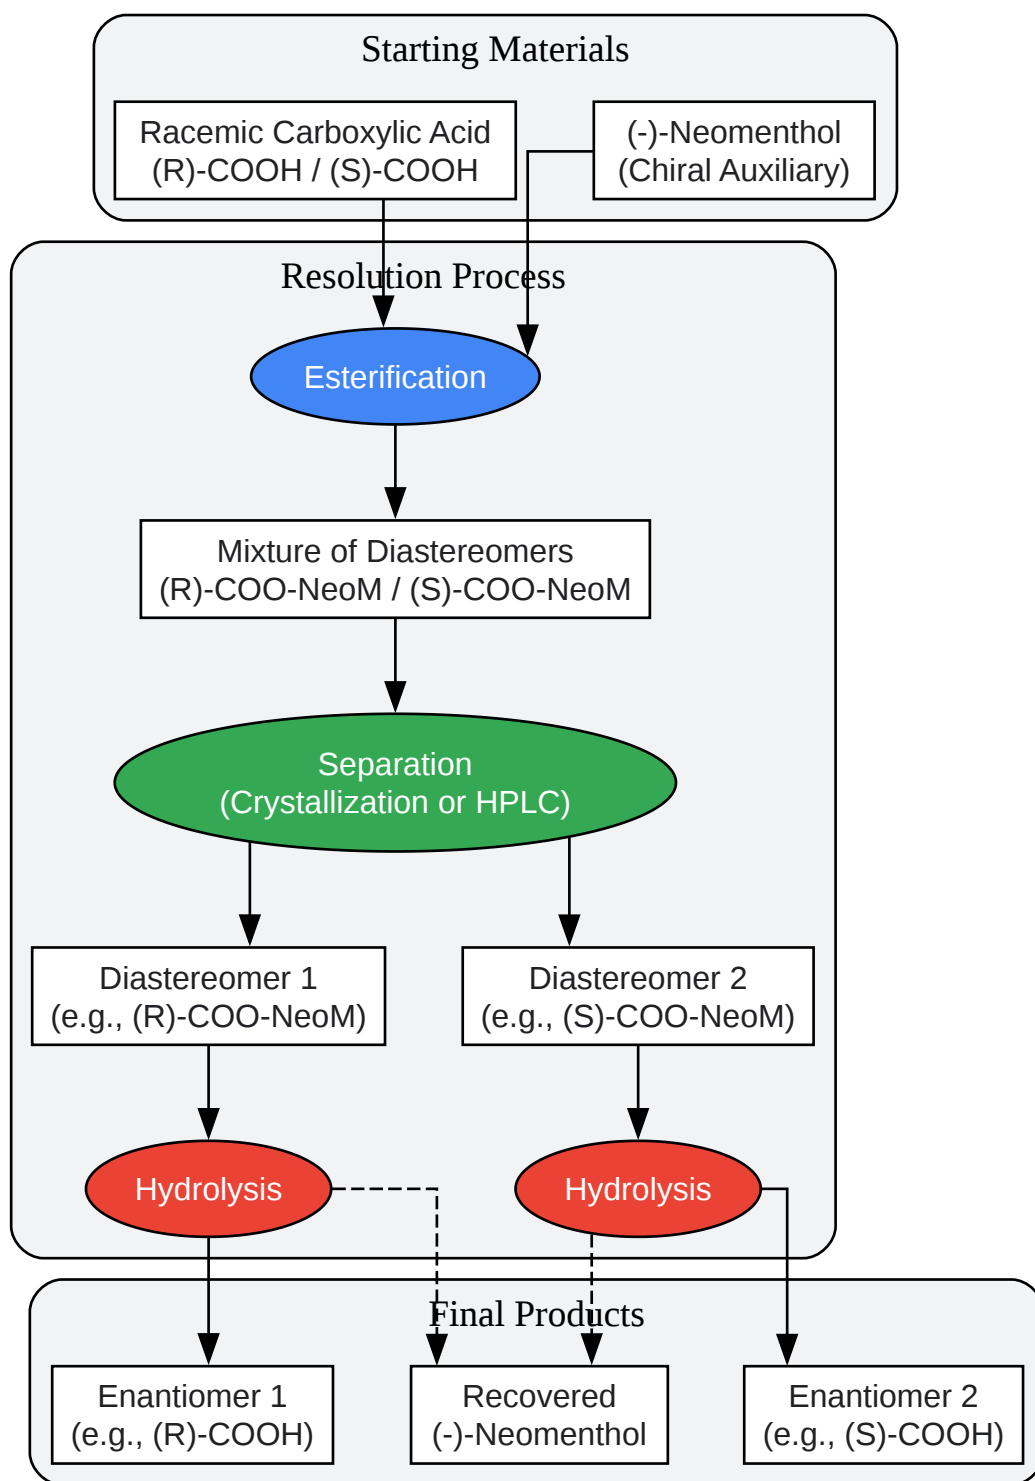 Starting Materials
Racemic Carboxylic Acid
(R)-COOH / (S)-COOH
(-)-Neomenthol
(Chiral Auxiliary)
Resolution Process
Esterification
Mixture of Diastereomers
(R)-COO-NeoM / (S)-COO-NeoM
Separation
(Crystallization or HPLC)
Diastereomer 1
(e.g., (R)-COO-NeoM)
Diastereomer 2
(e.g., (S)-COO-NeoM)
Hydrolysis
Hydrolysis
Final Products
Enantiomer 1
(e.g., (R)-COOH)
Recovered
(-)-Neomenthol
Enantiomer 2
(e.g., (S)-COOH)